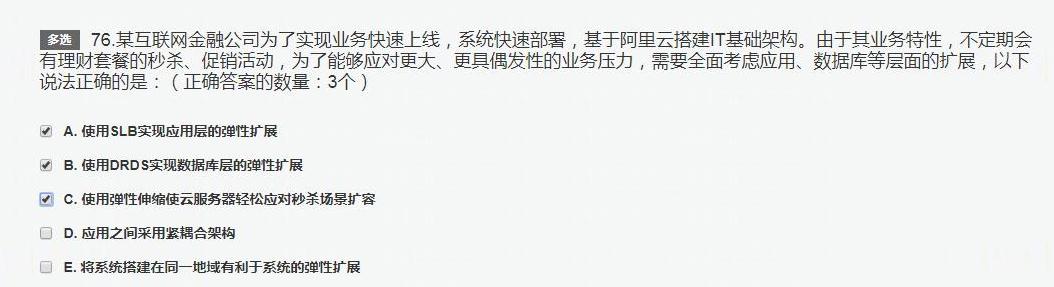 多选 76.某互联网金融公司为了实现业务快速上线，系统快速部署，基于阿里云搭建IT基础架构。由于其业务特性，不定期会
有理财套餐的秒杀、促销活动，为了能够应对更大、更具偶发性的业务压力，需要全面考虑应用、数据库等层面的扩展，以下
说法正确的是：（正确答案的数量：3个）
A. 使用SLB实现应用层的弹性扩展
B. 使用DRDS实现数据库层的弹性扩展
C. 使用弹性伸缩使云服务器轻松应对秒杀场景扩容
D. 应用之间采用紧耦合架构
E. 将系统搭建在同一地域有利于系统的弹性扩展